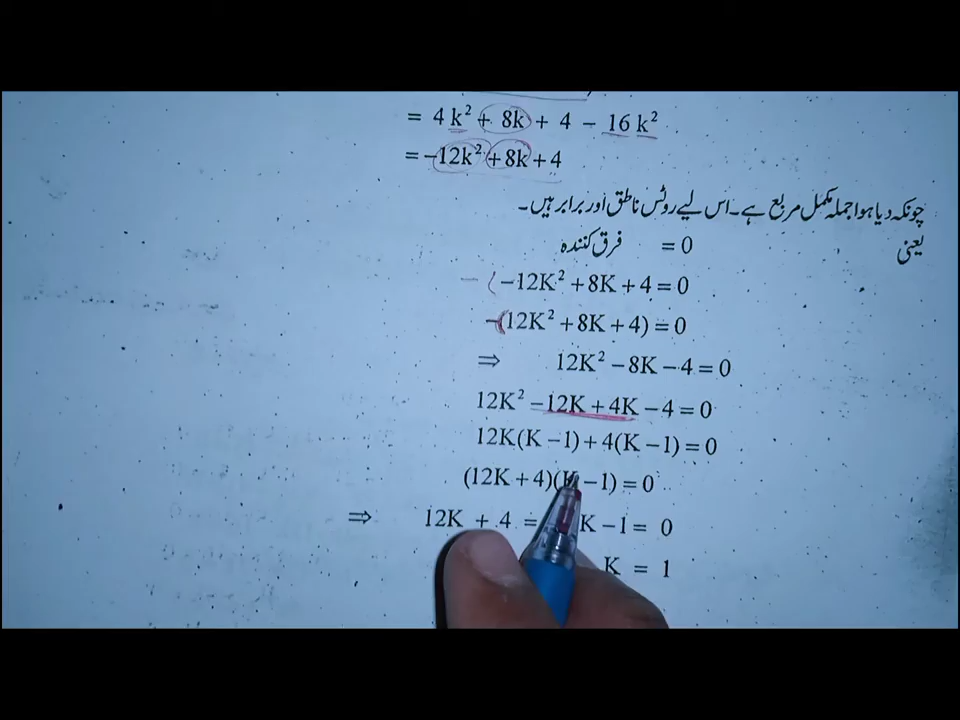 = 4k² + 8k + 4 − 16k²
= −12k² + 8k + 4
چونکہ دیا ہوا جملہ مکمل مربع ہے۔ اس لیے روٹس ناطق اور برابر ہیں۔
یعنی فرق کنندہ = 0
− ( −12K² + 8K + 4 = 0
−(12K² + 8K + 4) = 0
⇒ 12K² − 8K − 4 = 0
12K² − 12K + 4K − 4 = 0
12K(K − 1) + 4(K − 1) = 0
(12K + 4)(K − 1) = 0
⇒ 12K + 4 = K − 1 = 0
K = 1